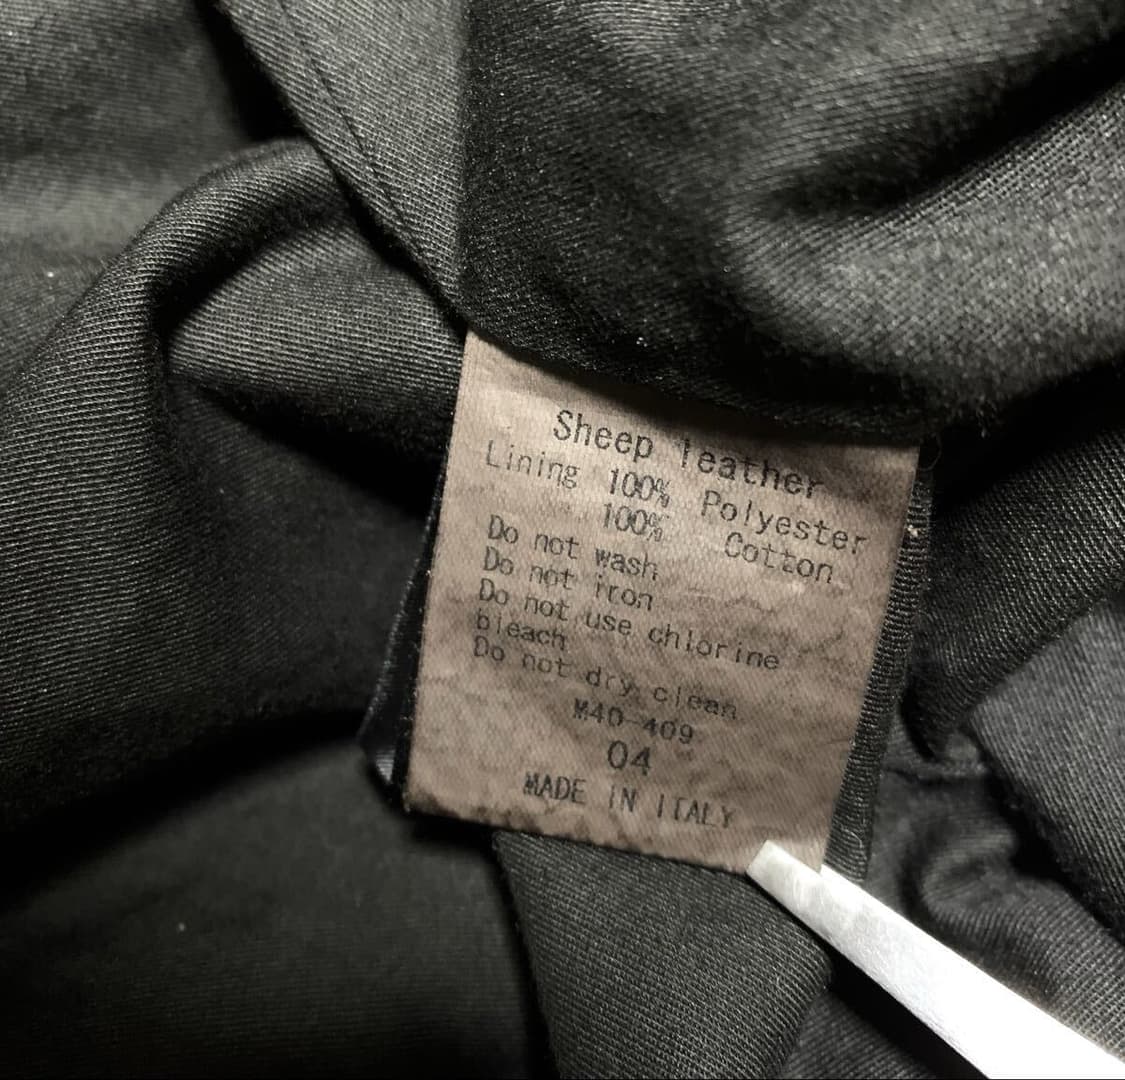 Sheep leather
Lining 100% Polyester
100% Cotton
Do not wash
Do not iron
Do not use chlorine
bleach
Do not dry clean
M40-409
04
MADE IN ITALY